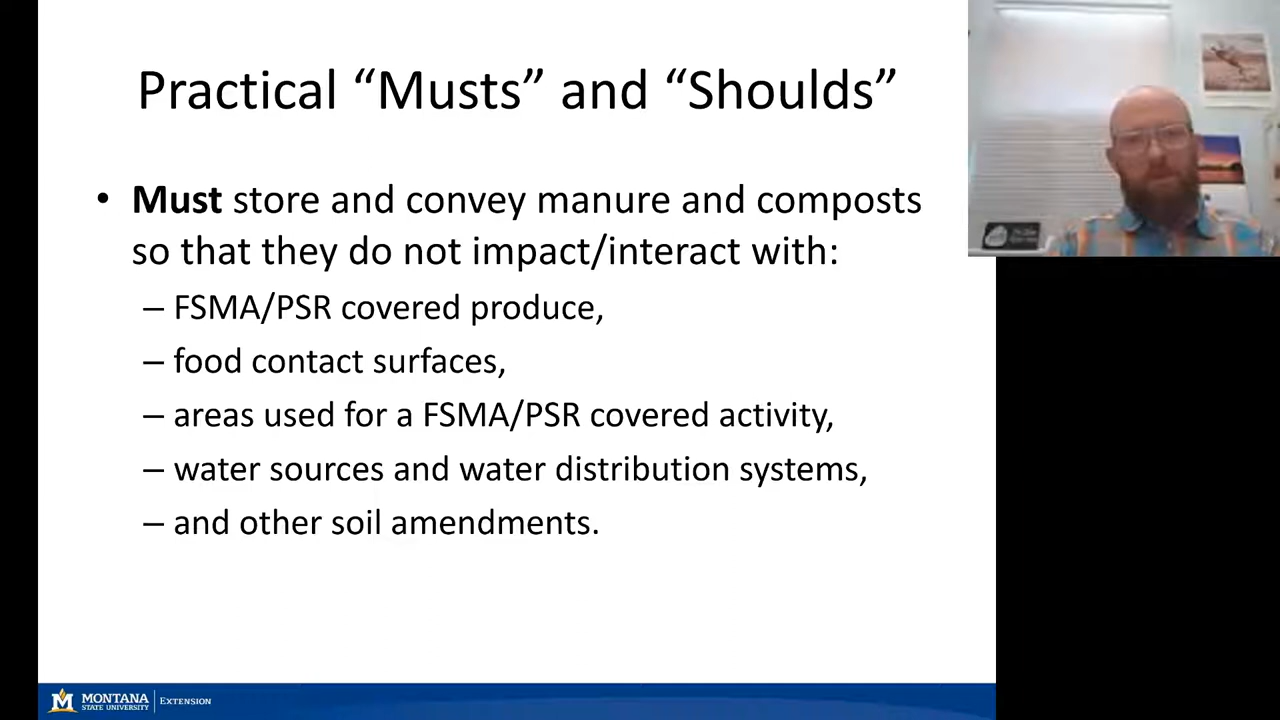 Practical “Musts” and “Shoulds”
• Must store and convey manure and composts
so that they do not impact/interact with:
– FSMA/PSR covered produce,
– food contact surfaces,
– areas used for a FSMA/PSR covered activity,
– water sources and water distribution systems,
– and other soil amendments.
M MONTANA
STATE UNIVERSITY
EXTENSION